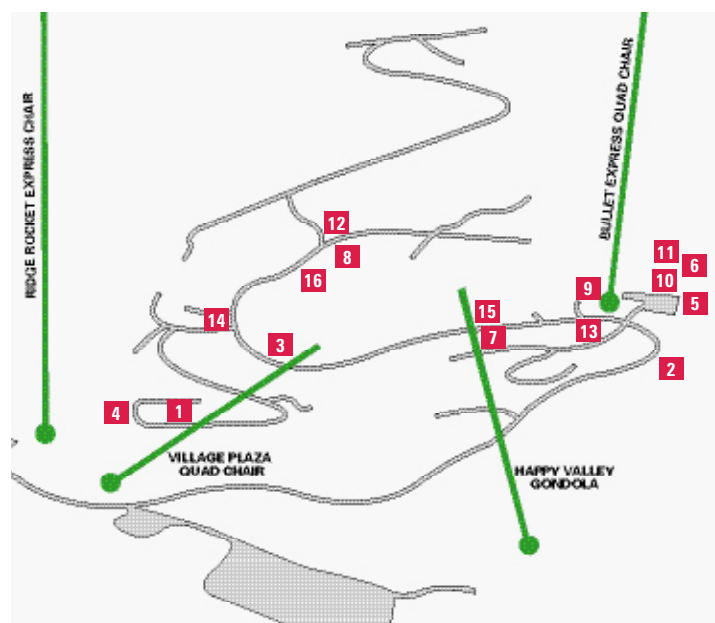 RIDGE ROCKET EXPRESS CHAIR
BULLET EXPRESS QUAD CHAIR
12
8
16
11
6
10
5
9
14
15
13
7
3
2
4
1
VILLAGE PLAZA
QUAD CHAIR
HAPPY VALLEY
GONDOLA